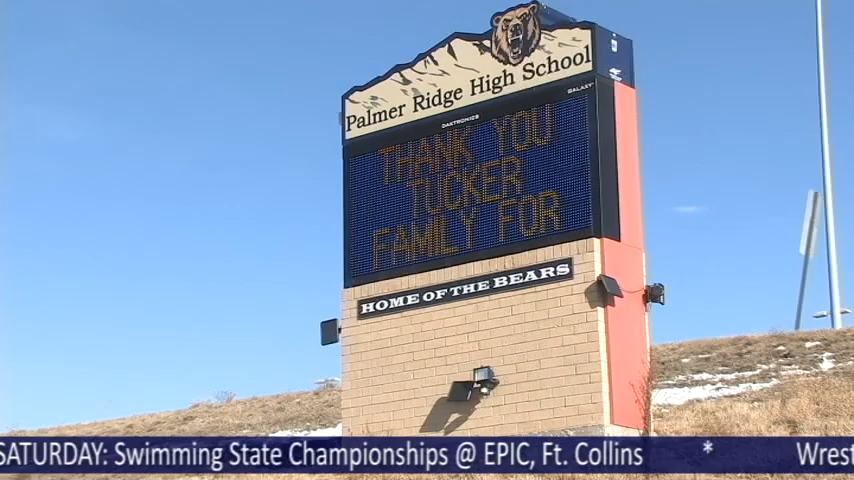 Palmer Ridge High School
DAKTRONICS
GALAXY
THANK YOU
TUCKER
FAMILY FOR
HOME OF THE BEARS
SATURDAY: Swimming State Championships @ EPIC, Ft. Collins * Wrest